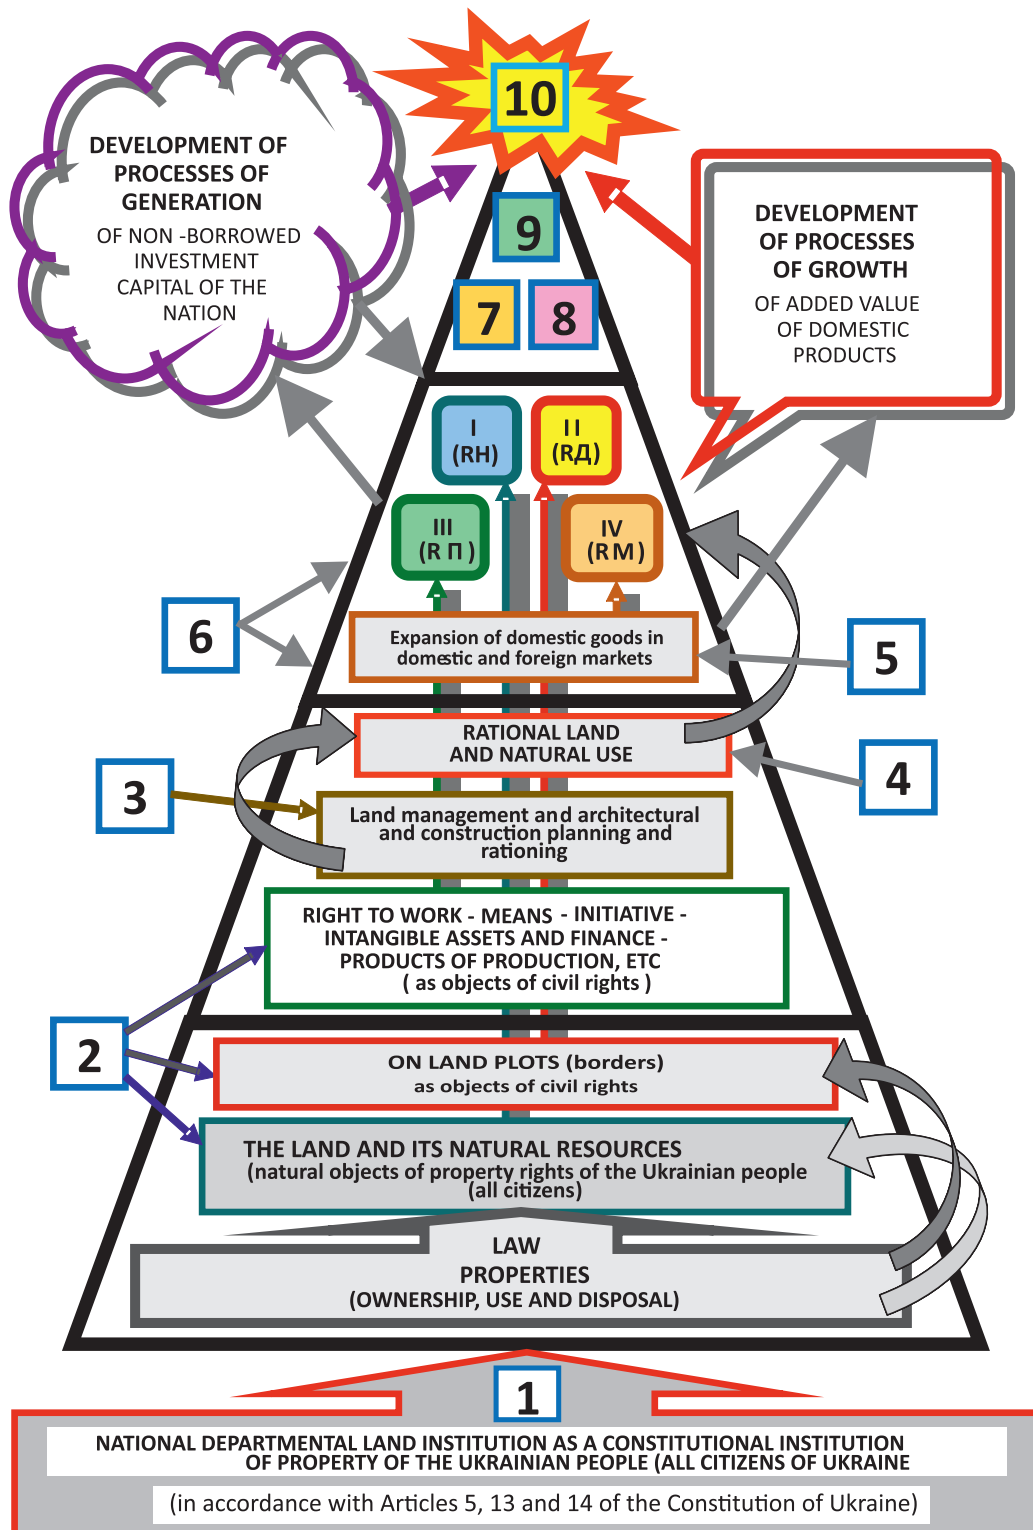 10
DEVELOPMENT OF
PROCESSES OF
GENERATION
OF NON -BORROWED
INVESTMENT
CAPITAL OF THE
NATION
DEVELOPMENT
OF PROCESSES
OF GROWTH
OF ADDED VALUE
OF DOMESTIC
PRODUCTS
9
7
8
I
(RН)
II
(RД)
III
(R П)
IV
(R М)
6
Expansion of domestic goods in
domestic and foreign markets
5
RATIONAL LAND
AND NATURAL USE
4
3
Land management and architectural
and construction planning and
rationing
RIGHT TO WORK - MEANS - INITIATIVE -
INTANGIBLE ASSETS AND FINANCE -
PRODUCTS OF PRODUCTION, ETC
( as objects of civil rights )
2
ON LAND PLOTS (borders)
as objects of civil rights
THE LAND AND ITS NATURAL RESOURCES
(natural objects of property rights of the Ukrainian people
(all citizens)
LAW
PROPERTIES
(OWNERSHIP, USE AND DISPOSAL)
1
NATIONAL DEPARTMENTAL LAND INSTITUTION AS A CONSTITUTIONAL INSTITUTION
OF PROPERTY OF THE UKRAINIAN PEOPLE (ALL CITIZENS OF UKRAINE
(in accordance with Articles 5, 13 and 14 of the Constitution of Ukraine)